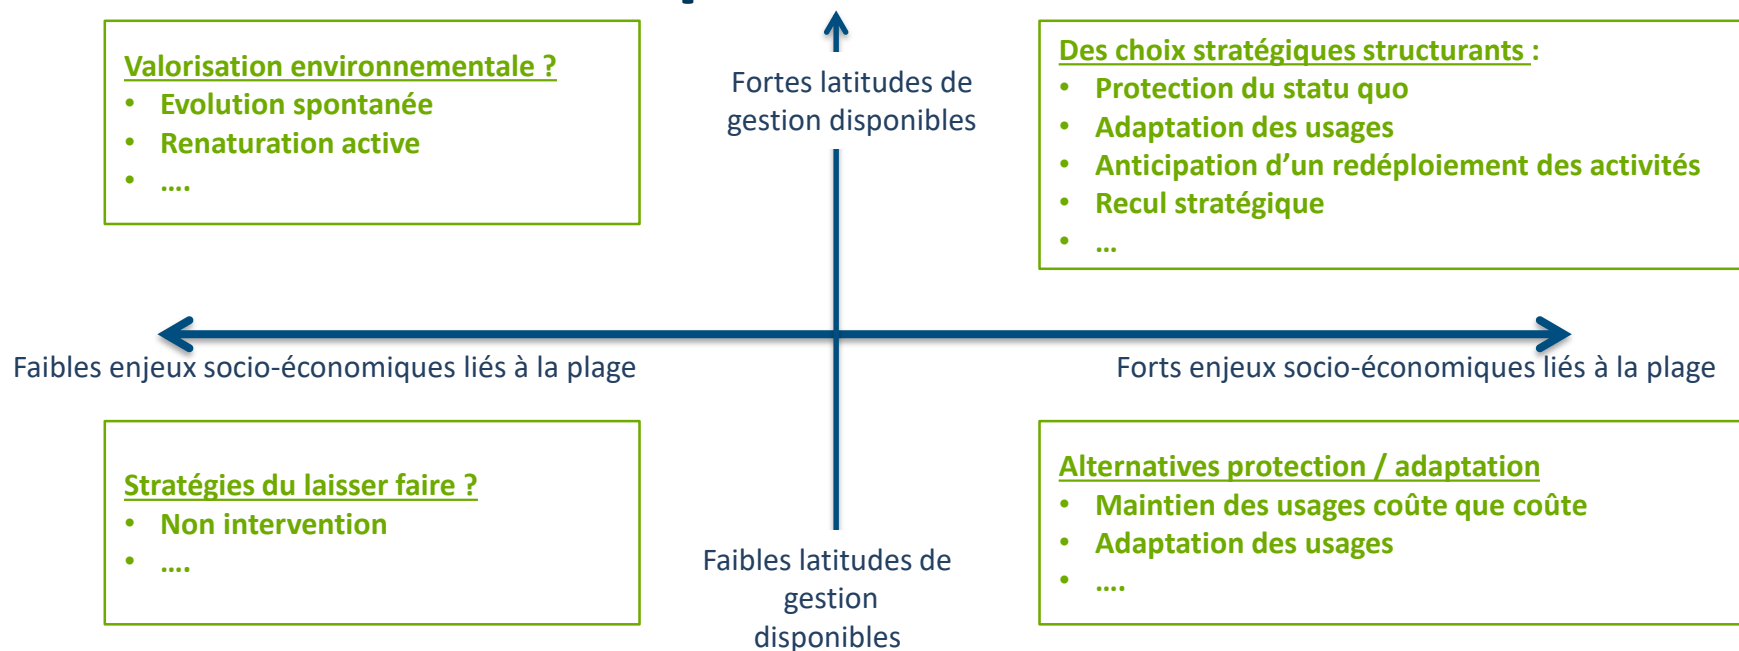 Valorisation environnementale ?
• Evolution spontanée
• Renaturation active
• ....
Fortes latitudes de
gestion disponibles
Des choix stratégiques structurants :
• Protection du statu quo
• Adaptation des usages
• Anticipation d’un redéploiement des activités
• Recul stratégique
• ...
Faibles enjeux socio-économiques liés à la plage
Forts enjeux socio-économiques liés à la plage
Stratégies du laisser faire ?
• Non intervention
• ....
Faibles latitudes de
gestion
disponibles
Alternatives protection / adaptation
• Maintien des usages coûte que coûte
• Adaptation des usages
• ....